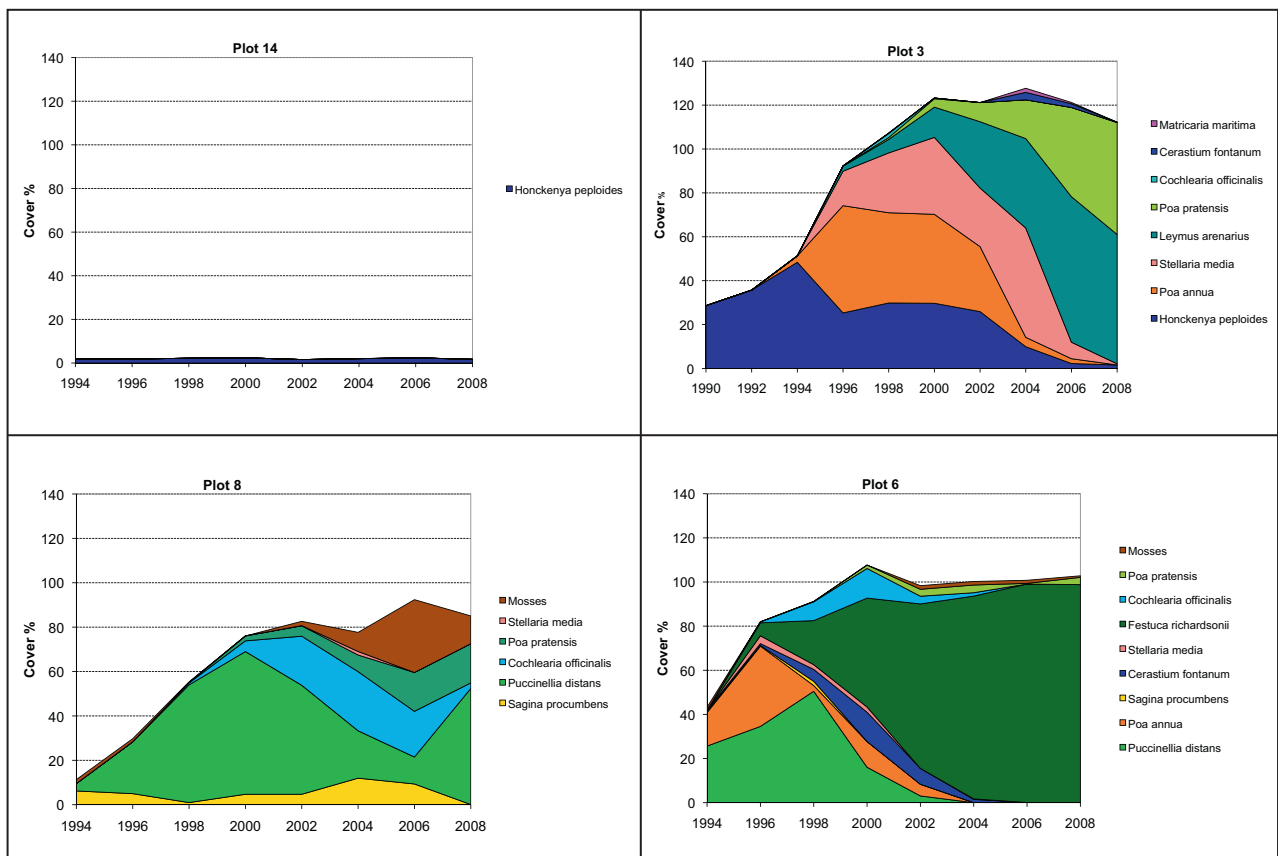 Plot 14
140
120
100
80
60
40
20
0
Cover %
1994 1996 1998 2000 2002 2004 2006 2008
Honckenya peploides
Plot 3
140
120
100
80
60
40
20
0
Cover %
1990 1992 1994 1996 1998 2000 2002 2004 2006 2008
Matricaria maritima
Cerastium fontanum
Cochlearia officinalis
Poa pratensis
Leymus arenarius
Stellaria media
Poa annua
Honckenya peploides
Plot 8
140
120
100
80
60
40
20
0
Cover %
1994 1996 1998 2000 2002 2004 2006 2008
Mosses
Stellaria media
Poa pratensis
Cochlearia officinalis
Puccinellia distans
Sagina procumbens
Plot 6
140
120
100
80
60
40
20
0
Cover %
1994 1996 1998 2000 2002 2004 2006 2008
Mosses
Poa pratensis
Cochlearia officinalis
Festuca richardsonii
Stellaria media
Cerastium fontanum
Sagina procumbens
Poa annua
Puccinellia distans